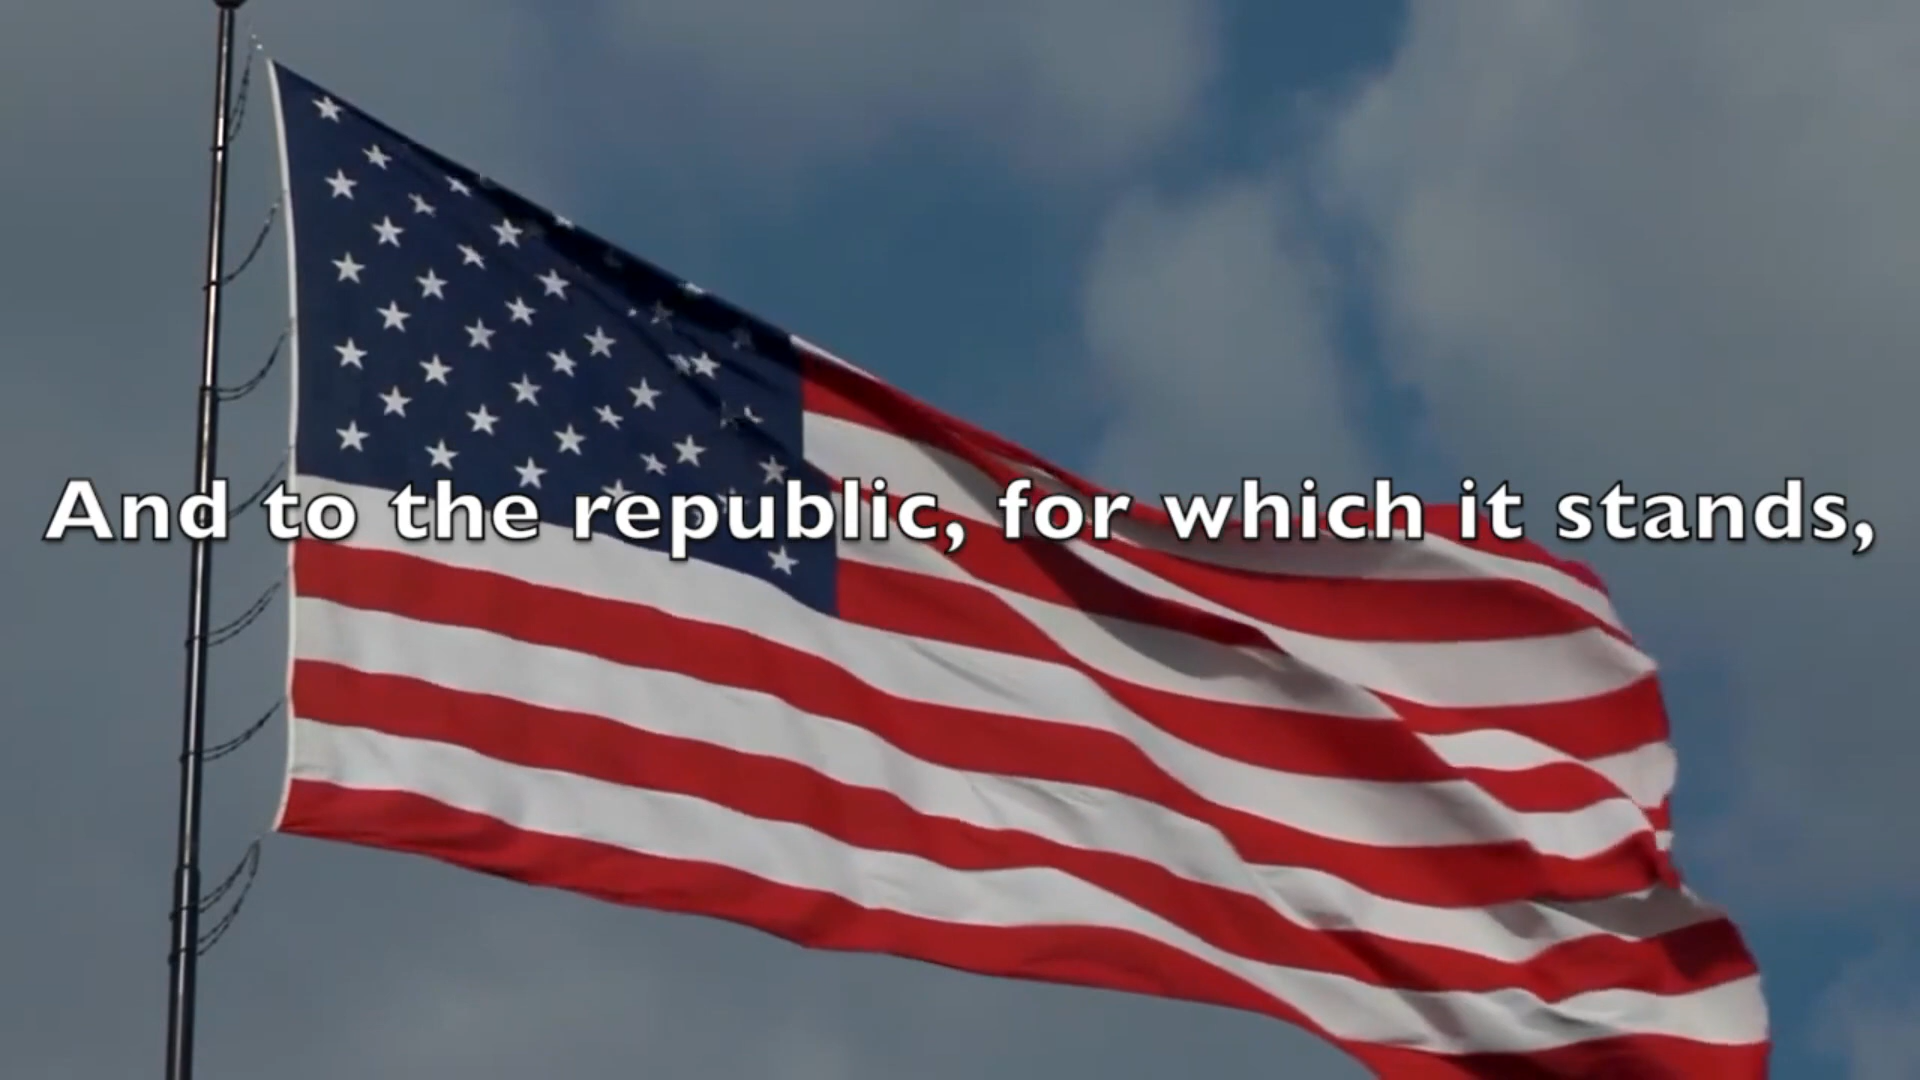 And to the republic, for which it stands,